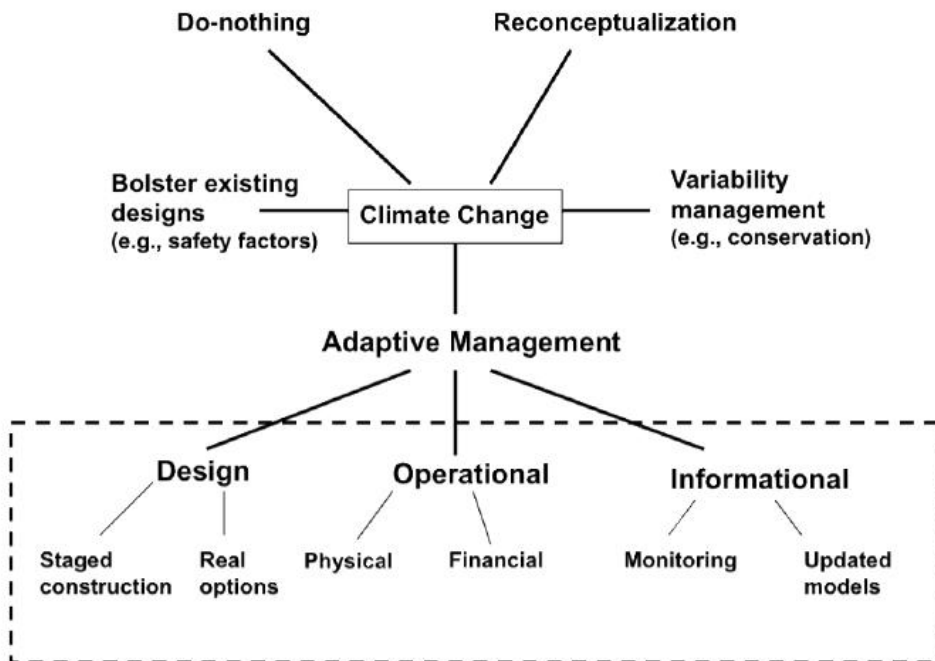 Do-nothing
Reconceptualization
Bolster existing
designs
(e.g., safety factors)
Climate Change
Variability
management
(e.g., conservation)
Adaptive Management
Design
Operational
Informational
Staged
construction
Real
options
Physical
Financial
Monitoring
Updated
models